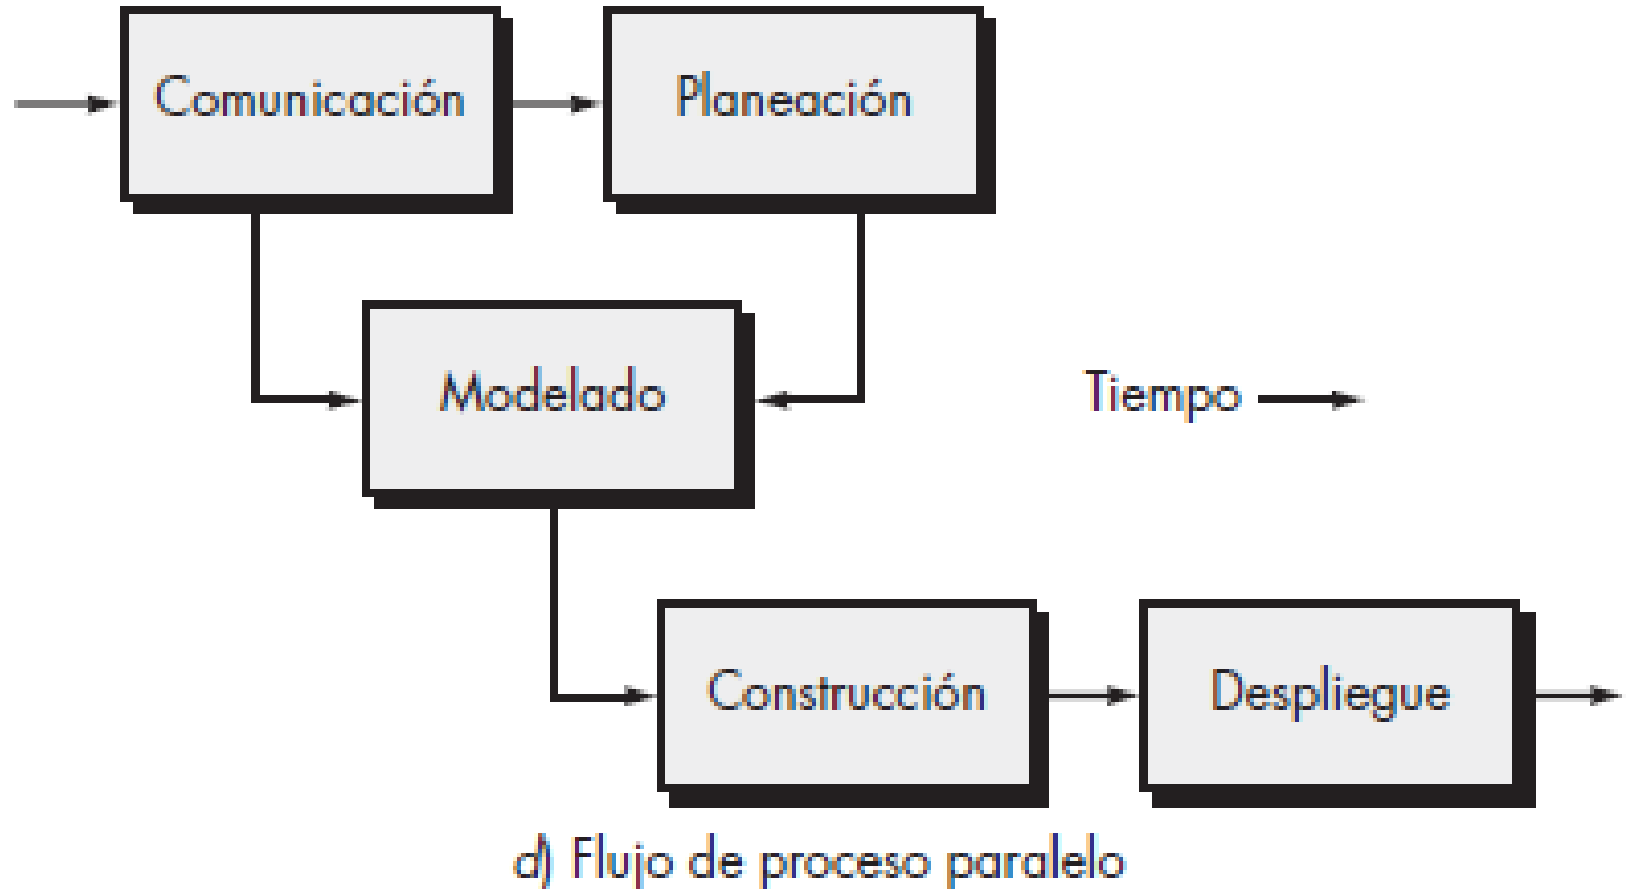 Comunicación
Planeación
Modelado
Tiempo
Construcción
Despliegue
d) Flujo de proceso paralelo